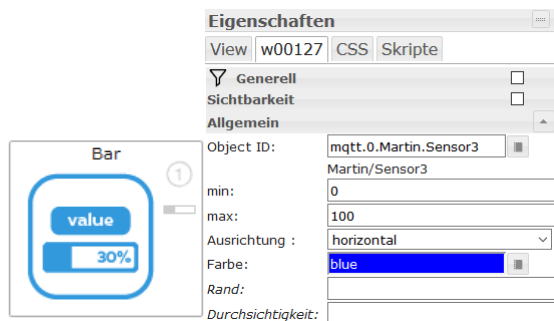 Bar
1
value
30%
Eigenschaften
View w00127 CSS Skripte
Generell
Sichtbarkeit
Allgemein
Object ID: mqtt.0.Martin.Sensor3
Martin/Sensor3
min: 0
max: 100
Ausrichtung : horizontal
Farbe: blue
Rand:
Durchsichtigkeit: